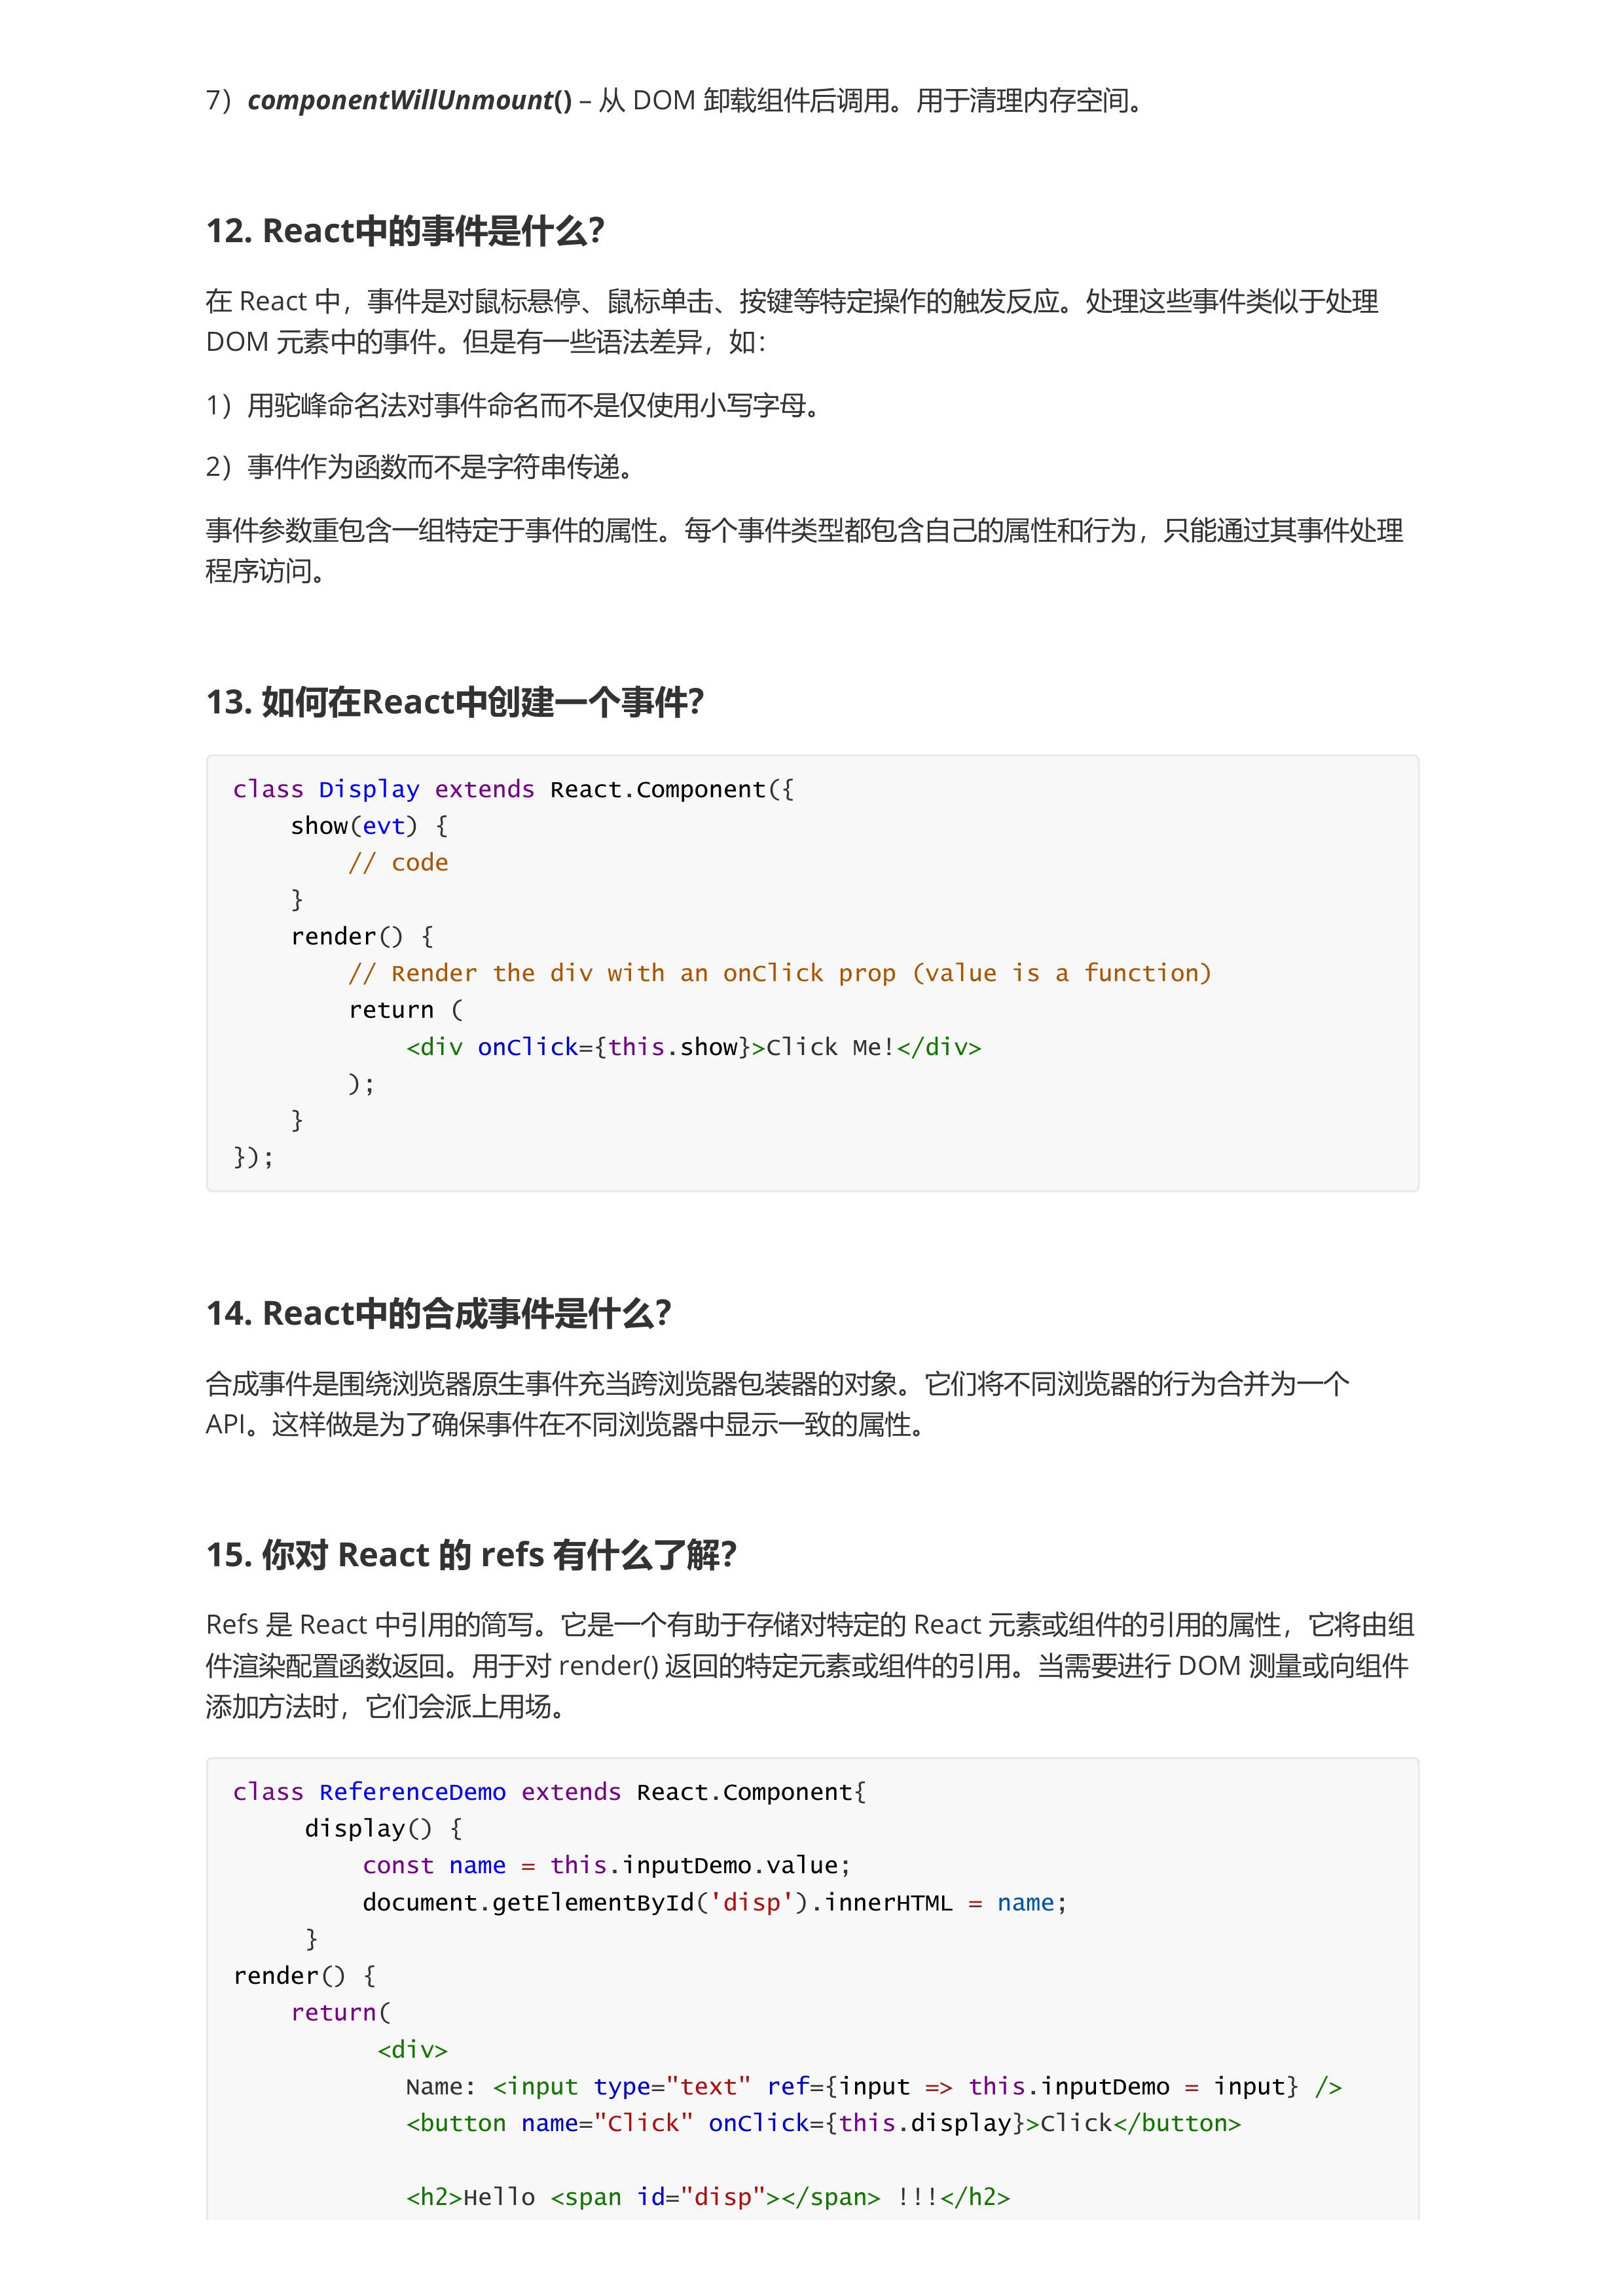 7）componentWillUnmount() – 从 DOM 卸载组件后调用。用于清理内存空间。
12. React中的事件是什么？
在 React 中，事件是对鼠标悬停、鼠标单击、按键等特定操作的触发反应。处理这些事件类似于处理
DOM 元素中的事件。但是有一些语法差异，如：
1）用驼峰命名法对事件命名而不是仅使用小写字母。
2）事件作为函数而不是字符串传递。
事件参数重包含一组特定于事件的属性。每个事件类型都包含自己的属性和行为，只能通过其事件处理
程序访问。
13. 如何在React中创建一个事件？
class Display extends React.Component({
    show(evt) {
        // code
    }
    render() {
        // Render the div with an onClick prop (value is a function)
        return (
            <div onClick={this.show}>Click Me!</div>
        );
    }
});
14. React中的合成事件是什么？
合成事件是围绕浏览器原生事件充当跨浏览器包装器的对象。它们将不同浏览器的行为合并为一个
API。这样做是为了确保事件在不同浏览器中显示一致的属性。
15. 你对 React 的 refs 有什么了解？
Refs 是 React 中引用的简写。它是一个有助于存储对特定的 React 元素或组件的引用的属性，它将由组
件渲染配置函数返回。用于对 render() 返回的特定元素或组件的引用。当需要进行 DOM 测量或向组件
添加方法时，它们会派上用场。
class ReferenceDemo extends React.Component{
     display() {
         const name = this.inputDemo.value;
         document.getElementById('disp').innerHTML = name;
     }
render() {
    return(
          <div>
            Name: <input type="text" ref={input => this.inputDemo = input} />
            <button name="Click" onClick={this.display}>Click</button>
            <h2>Hello <span id="disp"></span> !!!</h2>